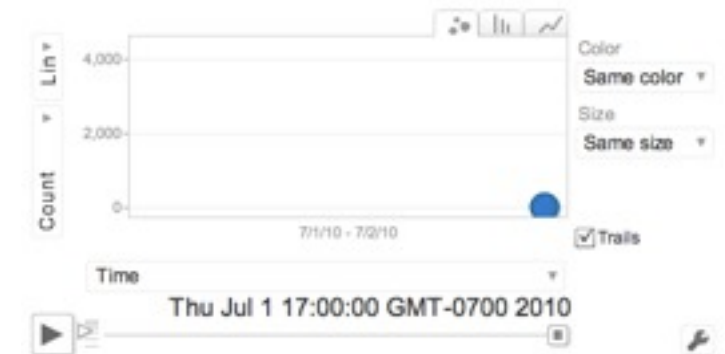 Lin
Count
4,000
2,000
0
7/1/10 - 7/2/10
Color
Same color
Size
Same size
Trails
Time
Thu Jul 1 17:00:00 GMT-0700 2010